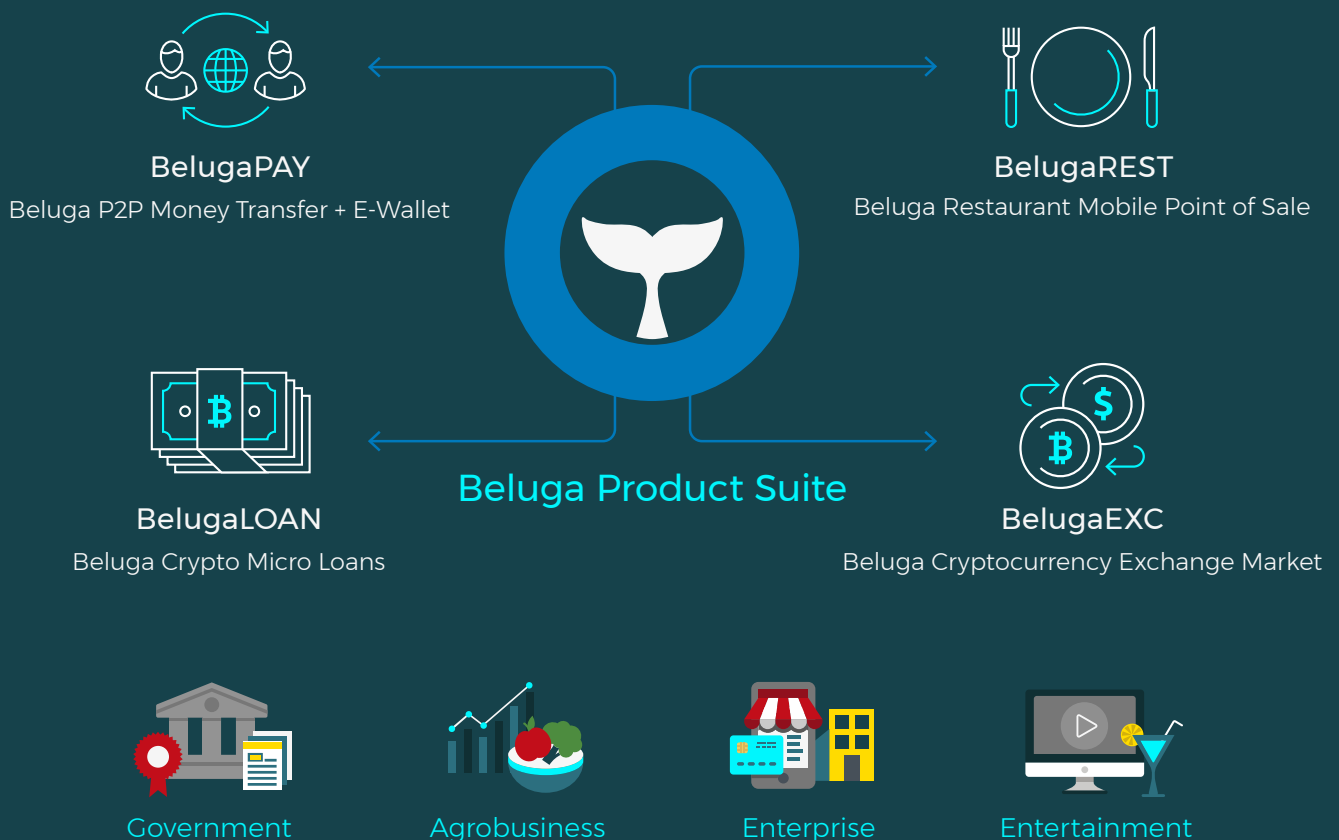 BelugaPAY
Beluga P2P Money Transfer + E-Wallet
BelugaREST
Beluga Restaurant Mobile Point of Sale
Beluga Product Suite
BelugaLOAN
Beluga Crypto Micro Loans
BelugaEXC
Beluga Cryptocurrency Exchange Market
Government
Agrobusiness
Enterprise
Entertainment